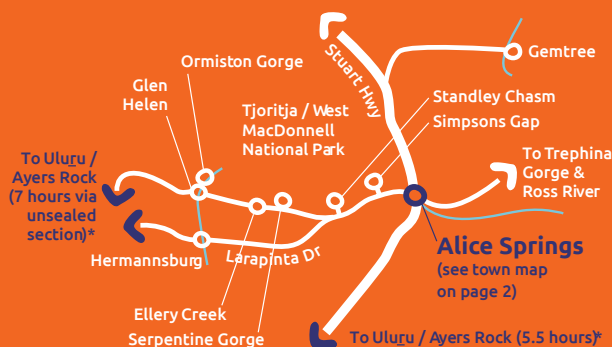 Ormiston Gorge
Gemtree
Stuart Hwy
Glen
Helen
Standley Chasm
Tjoritja / West
MacDonnell
National Park
Simpsons Gap
To Uluṟu /
Ayers Rock
(7 hours via
unsealed
section)*
To Trephina
Gorge &
Ross River
Alice Springs
(see town map
on page 2)
Hermannsburg
Larapinta Dr
Ellery Creek
Serpentine Gorge
To Uluṟu / Ayers Rock (5.5 hours)*